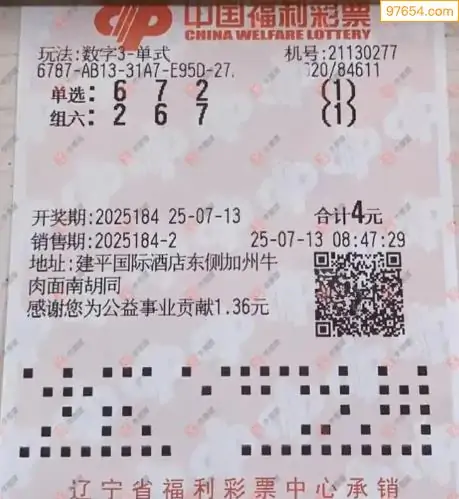 97654.com
中国福利彩票
CHINA WELFARE LOTTERY
玩法:数字3-单式 机号:21130277
6787-AB13-31A7-E95D-27 20/84611
单选: 6 7 2 (1)
组六: 2 6 7 (1)
开奖期:2025184 25-07-13 合计4元
销售期:2025184-2 25-07-13 08:47:29
地址:建平国际酒店东侧加州牛
肉面南胡同
感谢您为公益事业贡献1.36元
辽宁省福利彩票中心承销